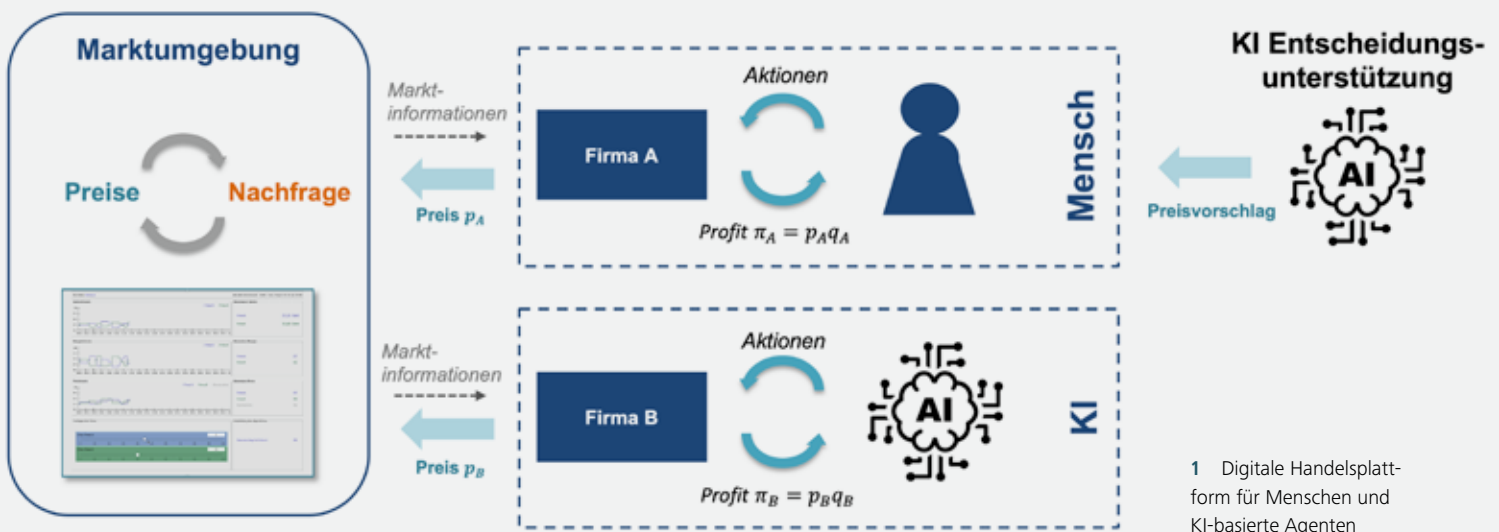 Marktumgebung
Preise
Nachfrage
Markt-
informationen
Preis p_A
Firma A
Aktionen
Profit π_A = p_A q_A
Mensch
Preisvorschlag
KI Entscheidungs-
unterstützung
AI
Markt-
informationen
Preis p_B
Firma B
Aktionen
Profit π_B = p_B q_B
AI
KI
1 Digitale Handelsplatt-
form für Menschen und
KI-basierte Agenten